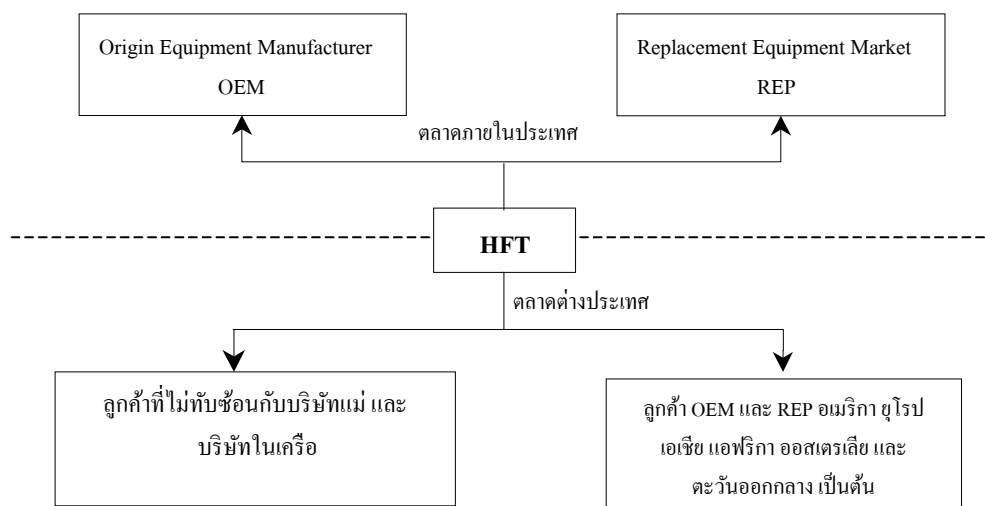 Origin Equipment Manufacturer
OEM
Replacement Equipment Market
REP
ตลาดภายในประเทศ
HFT
ตลาดต่างประเทศ
ลูกค้าที่ไม่ทับซ้อนกับบริษัทแม่ และ
บริษัทในเครือ
ลูกค้า OEM และ REP อเมริกา ยุโรป
เอเชีย แอฟริกา ออสเตรเลีย และ
ตะวันออกกลาง เป็นต้น